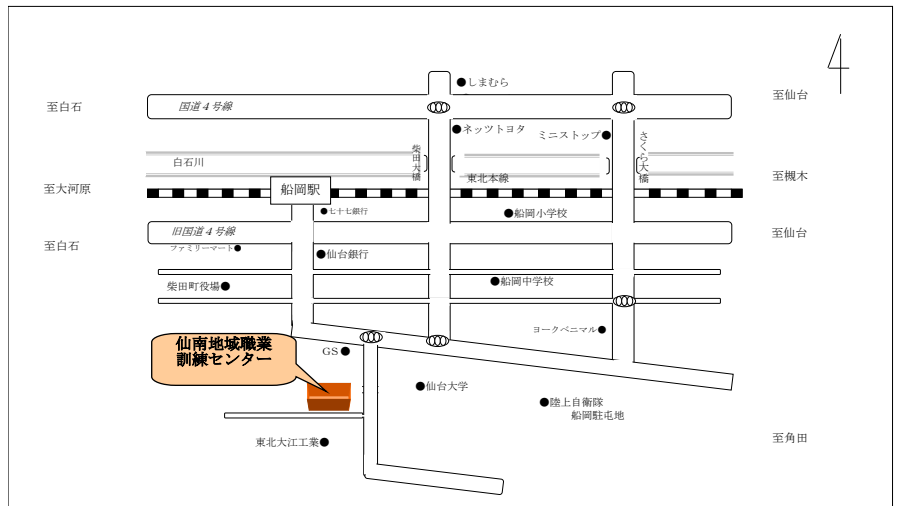 しまむら
至仙台
至白石
国道４号線
ネッツトヨタ
ミニストップ
さくら大橋
柴田大橋
白石川
東北本線
至槻木
至大河原
船岡駅
七十七銀行
船岡小学校
旧国道４号線
至仙台
至白石
ファミリーマート
仙台銀行
船岡中学校
柴田町役場
ヨークベニマル
仙南地域職業
訓練センター
GS
仙台大学
陸上自衛隊
船岡駐屯地
東北大江工業
至角田